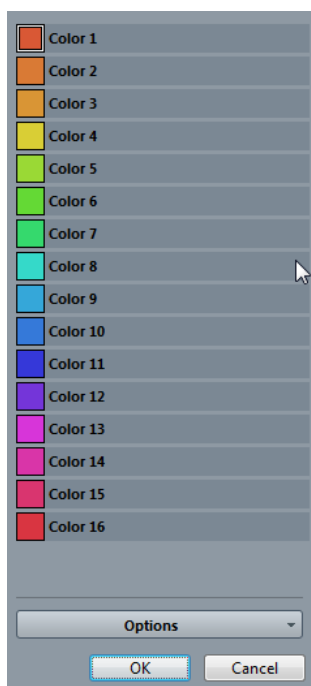 Color 1
Color 2
Color 3
Color 4
Color 5
Color 6
Color 7
Color 8
Color 9
Color 10
Color 11
Color 12
Color 13
Color 14
Color 15
Color 16
Options
OK Cancel